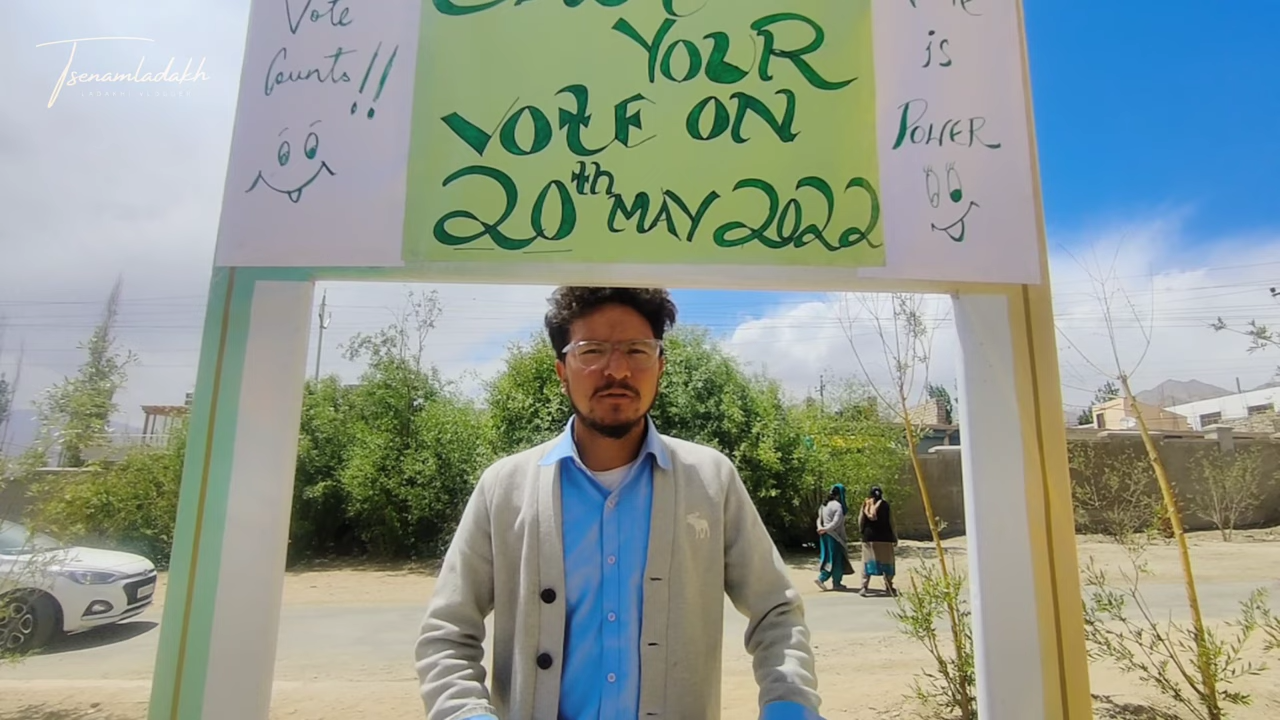 Tsenamladakh
Vote
Counts!!
YOUR
VOTE ON
20th MAY 2022
is
POWER